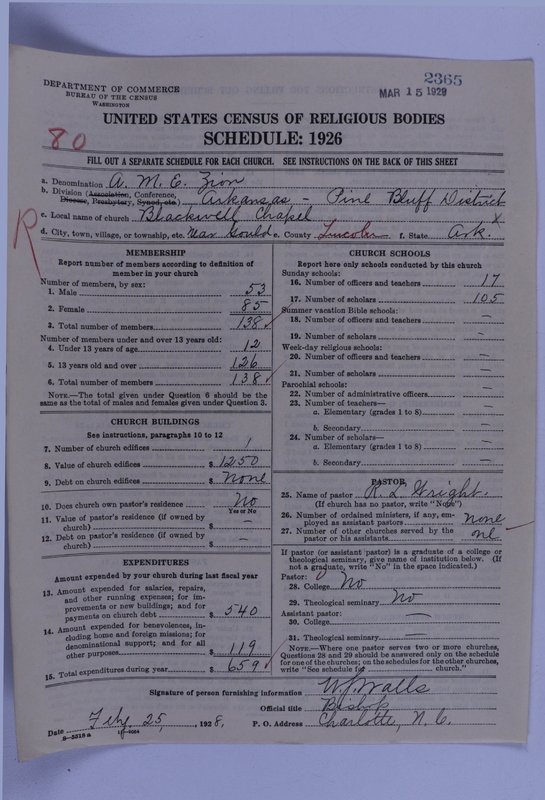 2365
DEPARTMENT OF COMMERCE
BUREAU OF THE CENSUS
WASHINGTON
MAR 15 1929
UNITED STATES CENSUS OF RELIGIOUS BODIES
80
SCHEDULE: 1926
FILL OUT A SEPARATE SCHEDULE FOR EACH CHURCH. SEE INSTRUCTIONS ON THE BACK OF THIS SHEET
a. Denomination A. M. E. Zion
b. Division (Association, Conference, Diocese, Presbytery, Synod, etc.) Arkansas - Pine Bluff District
c. Local name of church Blackwell Chapel x
d. City, town, village, or township, etc. Near Gould e. County Lincoln f. State Ark.
R
MEMBERSHIP
Report number of members according to definition of
member in your church
Number of members, by sex:
1. Male 53
2. Female 85
3. Total number of members 138
Number of members under and over 13 years old:
4. Under 13 years of age 12
5. 13 years old and over 126
6. Total number of members 138
NOTE.—The total given under Question 6 should be the
same as the total of males and females given under Question 3.
CHURCH BUILDINGS
See instructions, paragraphs 10 to 12
7. Number of church edifices 1
8. Value of church edifices $1250
9. Debt on church edifices $ None
10. Does church own pastor's residence No
Yes or No
11. Value of pastor's residence (if owned by
church) $ —
12. Debt on pastor's residence (if owned by
church) $ —
EXPENDITURES
Amount expended by your church during last fiscal year
13. Amount expended for salaries, repairs,
and other running expenses; for im-
provements or new buildings; and for
payments on church debt $ 540
14. Amount expended for benevolences, in-
cluding home and foreign missions; for
denominational support; and for all
other purposes $ 119
15. Total expenditures during year $ 659
CHURCH SCHOOLS
Report here only schools conducted by this church
Sunday schools:
16. Number of officers and teachers 17
17. Number of scholars 105
Summer vacation Bible schools:
18. Number of officers and teachers —
19. Number of scholars —
Week-day religious schools:
20. Number of officers and teachers —
21. Number of scholars —
Parochial schools:
22. Number of administrative officers —
23. Number of teachers—
a. Elementary (grades 1 to 8) —
b. Secondary —
24. Number of scholars—
a. Elementary (grades 1 to 8) —
b. Secondary —
PASTOR
25. Name of pastor R L Wright
(If church has no pastor, write "None")
26. Number of ordained ministers, if any, em-
ployed as assistant pastors none
27. Number of other churches served by the
pastor or his assistants one
If pastor (or assistant pastor) is a graduate of a college or
theological seminary, give name of institution below. (If
not a graduate, write "No" in the space indicated.)
Pastor:
28. College No
29. Theological seminary No
Assistant pastor:
30. College —
31. Theological seminary —
NOTE.—Where one pastor serves two or more churches,
Questions 28 and 29 should be answered only on the schedule
for one of the churches; on the schedules for the other churches,
write "See schedule for church."
Signature of person furnishing information W. J. Walls
Official title Bishop
Date Feby. 25, 1928. P. O. Address Charlotte, N. C.